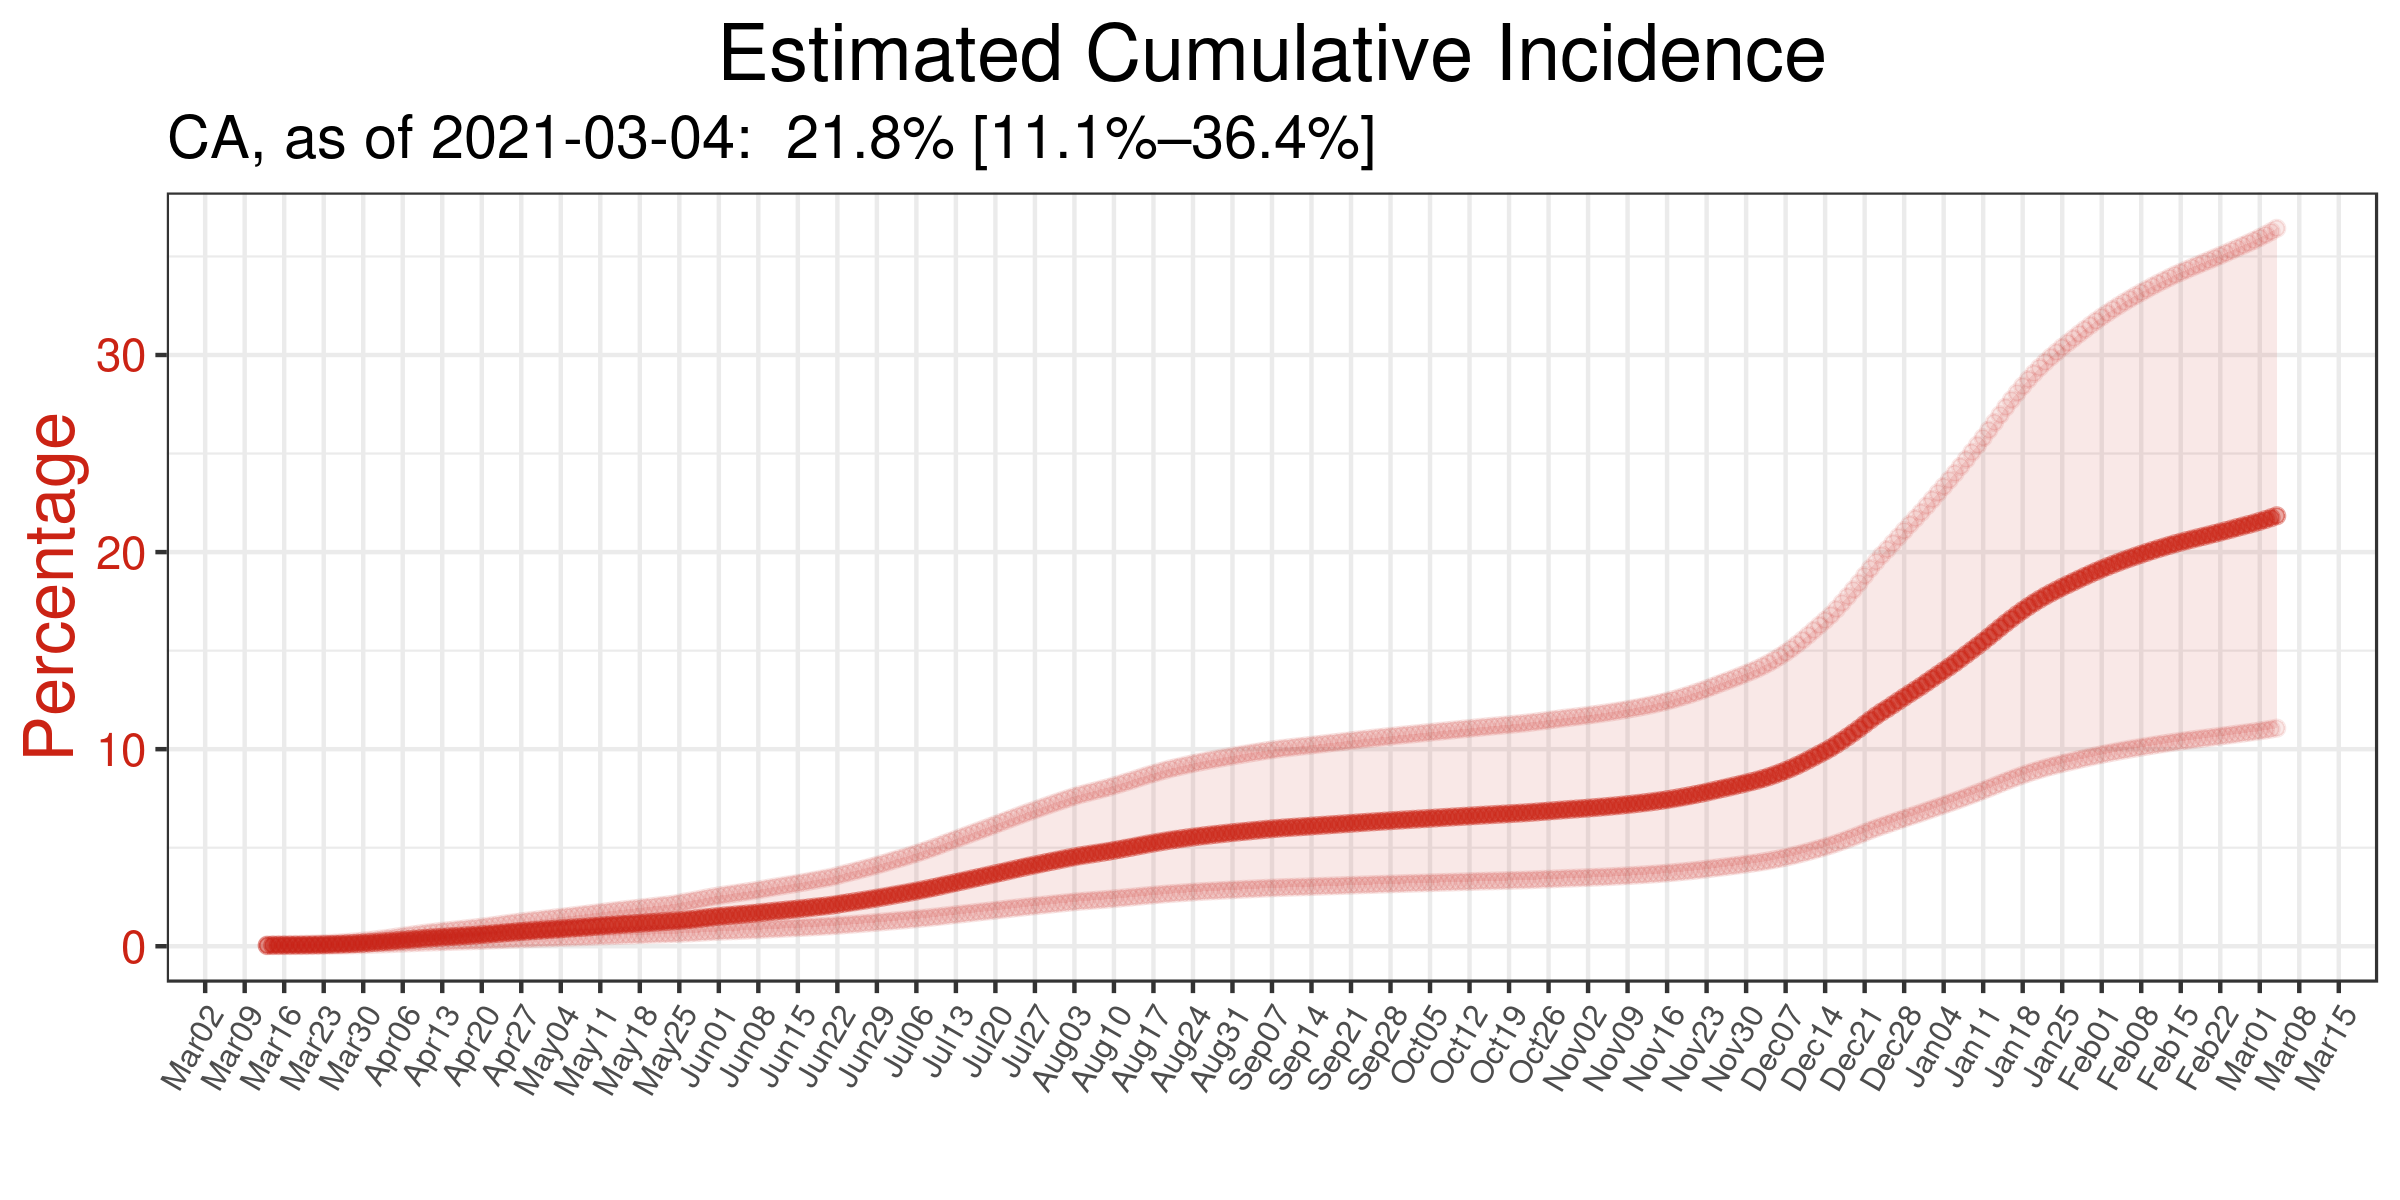 Estimated Cumulative Incidence
CA, as of 2021-03-04:  21.8% [11.1%–36.4%]
Percentage
30
20
10
0
Mar02
Mar09
Mar16
Mar23
Mar30
Apr06
Apr13
Apr20
Apr27
May04
May11
May18
May25
Jun01
Jun08
Jun15
Jun22
Jun29
Jul06
Jul13
Jul20
Jul27
Aug03
Aug10
Aug17
Aug24
Aug31
Sep07
Sep14
Sep21
Sep28
Oct05
Oct12
Oct19
Oct26
Nov02
Nov09
Nov16
Nov23
Nov30
Dec07
Dec14
Dec21
Dec28
Jan04
Jan11
Jan18
Jan25
Feb01
Feb08
Feb15
Feb22
Mar01
Mar08
Mar15